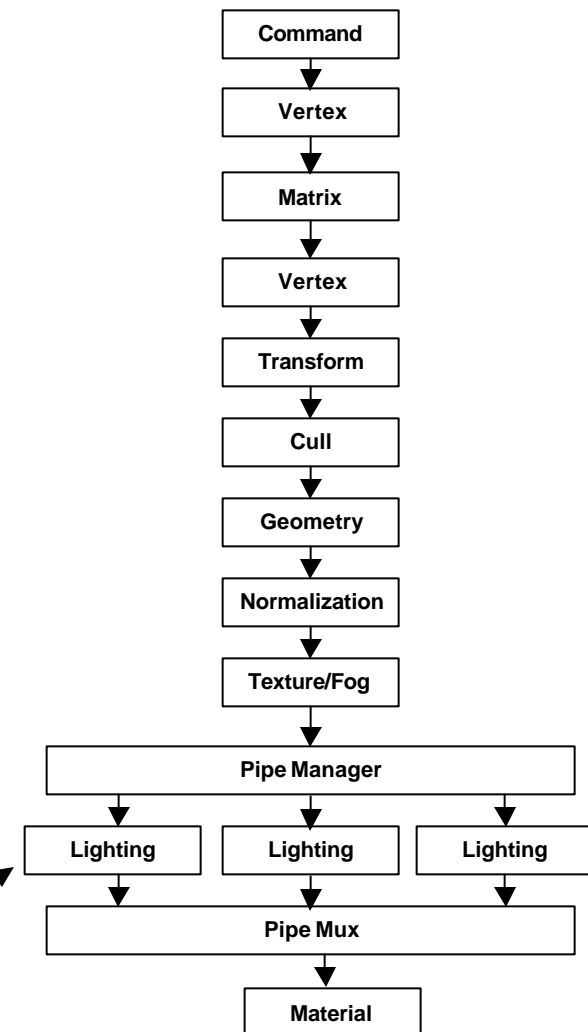 Command
Vertex
Matrix
Vertex
Transform
Cull
Geometry
Normalization
Texture/Fog
Pipe Manager
Lighting Lighting Lighting
Pipe Mux
Material